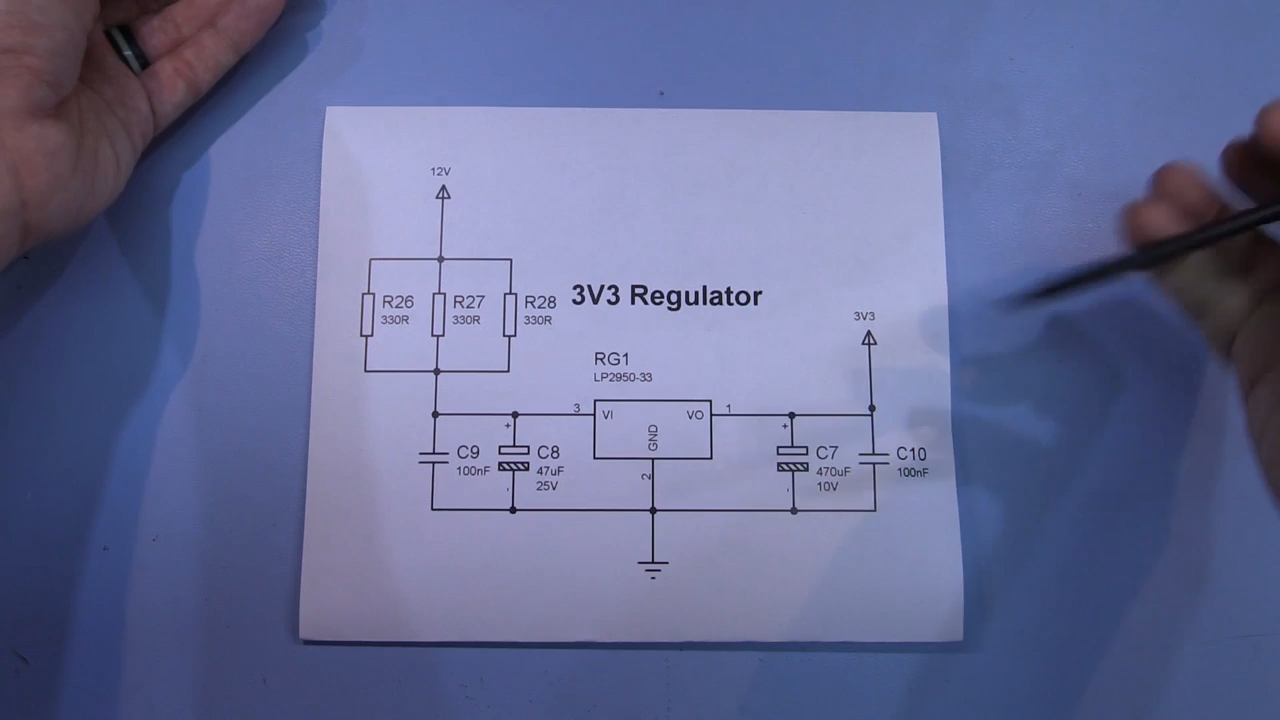 12V
R26
330R
R27
330R
R28
330R
3V3 Regulator
3V3
RG1
LP2950-33
3
VI
VO
1
GND
2
C9
100nF
+
C8
47uF
25V
-
+
C7
470uF
10V
-
C10
100nF